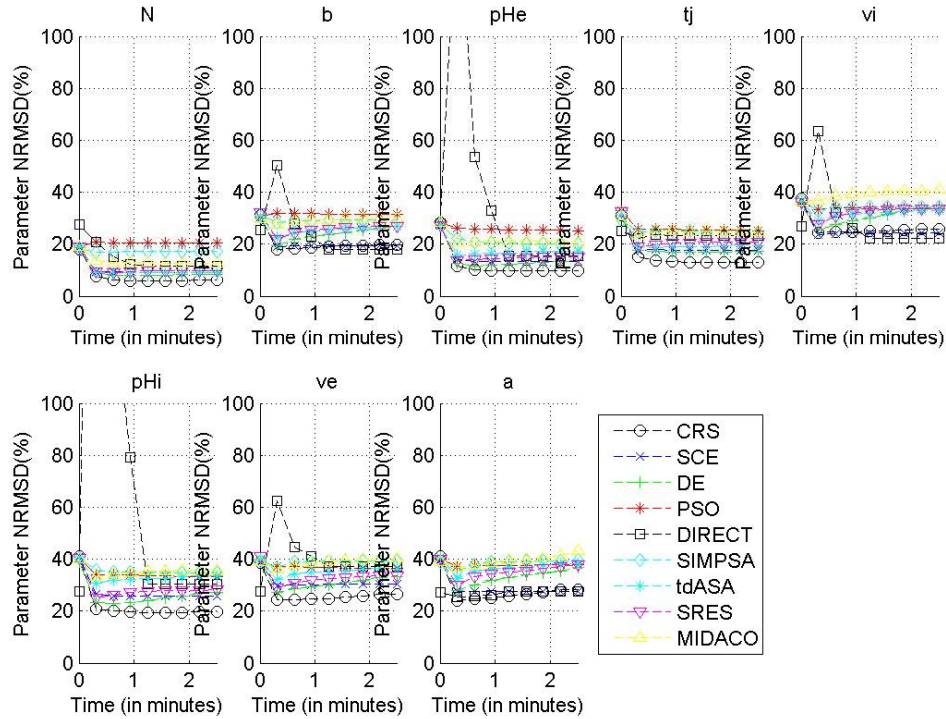 N
b
pHe
tj
vi
100
80
60
40
20
0
Parameter NRMSD(%)
0 1 2
Time (in minutes)
100
80
60
40
20
0
Parameter NRMSD(%)
0 1 2
Time (in minutes)
100
80
60
40
20
0
Parameter NRMSD(%)
0 1 2
Time (in minutes)
100
80
60
40
20
0
Parameter NRMSD(%)
0 1 2
Time (in minutes)
100
80
60
40
20
0
Parameter NRMSD(%)
0 1 2
Time (in minutes)
pHi
ve
a
100
80
60
40
20
0
Parameter NRMSD(%)
0 1 2
Time (in minutes)
100
80
60
40
20
0
Parameter NRMSD(%)
0 1 2
Time (in minutes)
100
80
60
40
20
0
Parameter NRMSD(%)
0 1 2
Time (in minutes)
CRS
SCE
DE
PSO
DIRECT
SIMPSA
tdASA
SRES
MIDACO